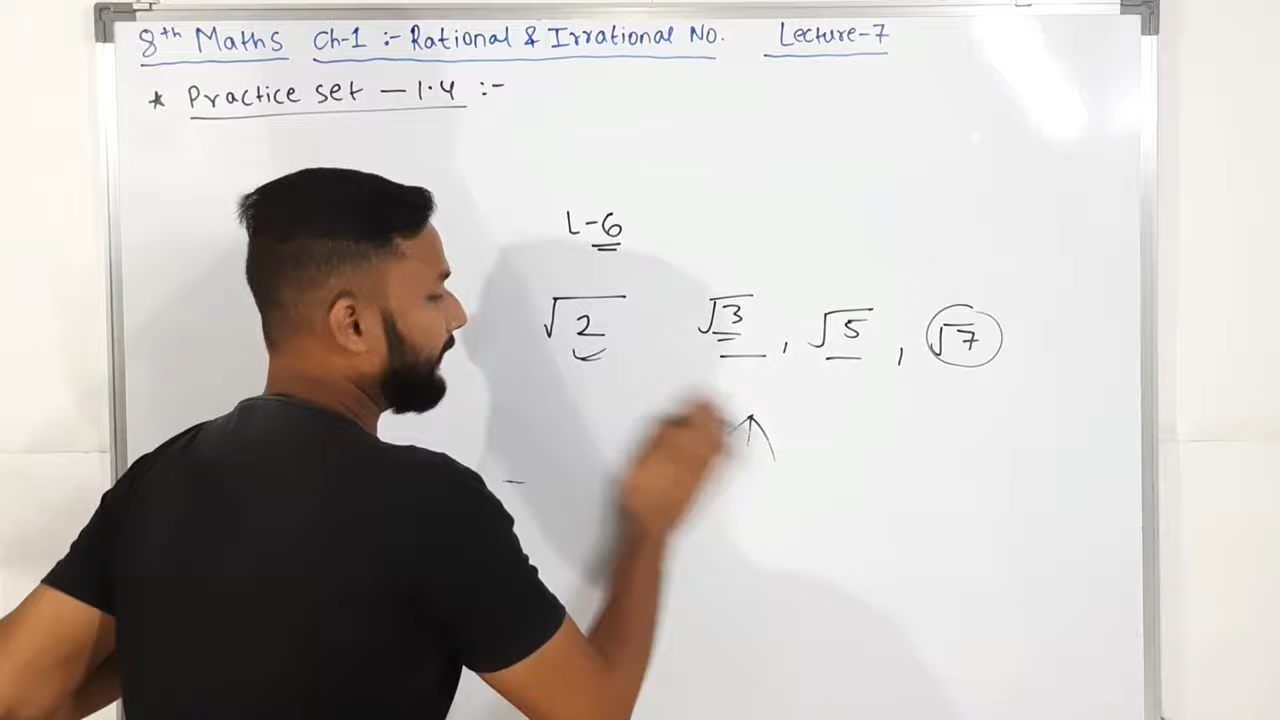 8th Maths Ch-1 :- Rational & Irrational No. Lecture-7
* Practice set - 1.4 :-
L-6
√2 √3, √5, √7